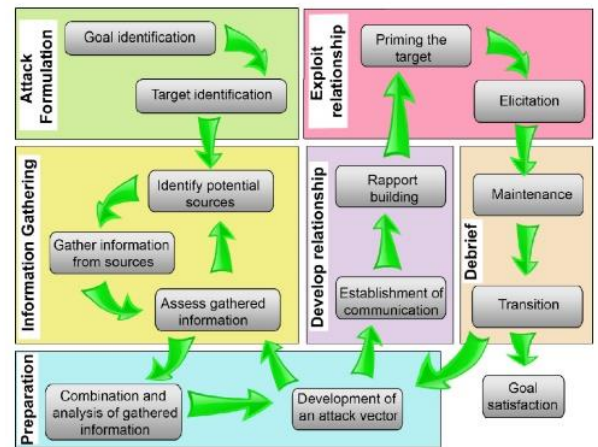 Attack
Formulation
Goal identification
Target identification
Exploit
relationship
Priming the
target
Elicitation
Information Gathering
Identify potential
sources
Gather information
from sources
Assess gathered
information
Develop relationship
Rapport
building
Establishment of
communication
Debrief
Maintenance
Transition
Goal
satisfaction
Preparation
Combination and
analysis of gathered
information
Development of
an attack vector